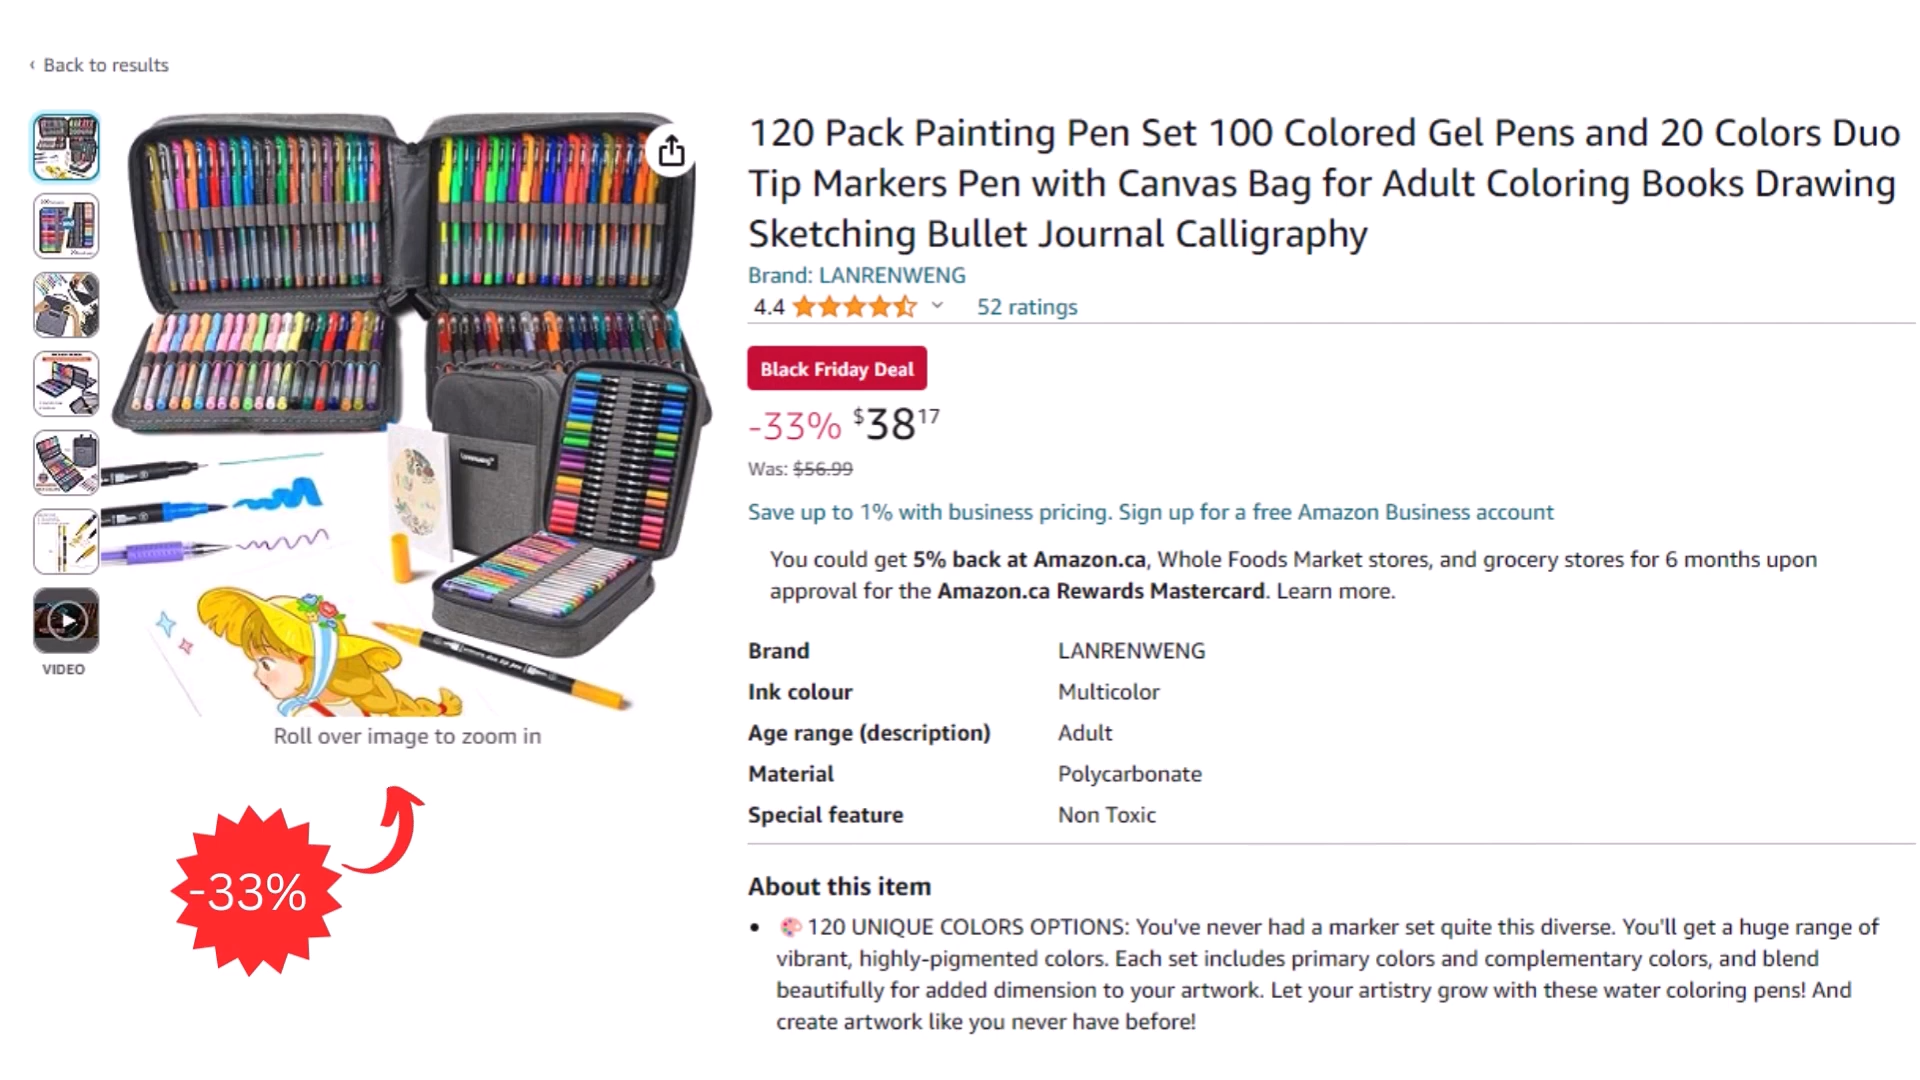 ‹ Back to results
120 Pack Painting Pen Set 100 Colored Gel Pens and 20 Colors Duo
Tip Markers Pen with Canvas Bag for Adult Coloring Books Drawing
Sketching Bullet Journal Calligraphy
Brand: LANRENWENG
4.4
52 ratings
Black Friday Deal
-33% $38 17
Was: $56.99
Save up to 1% with business pricing. Sign up for a free Amazon Business account
You could get 5% back at Amazon.ca, Whole Foods Market stores, and grocery stores for 6 months upon
approval for the Amazon.ca Rewards Mastercard. Learn more.
Brand LANRENWENG
Ink colour Multicolor
Age range (description) Adult
Material Polycarbonate
Special feature Non Toxic
About this item
• 🎨 120 UNIQUE COLORS OPTIONS: You've never had a marker set quite this diverse. You'll get a huge range of
vibrant, highly-pigmented colors. Each set includes primary colors and complementary colors, and blend
beautifully for added dimension to your artwork. Let your artistry grow with these water coloring pens! And
create artwork like you never have before!
VIDEO
Roll over image to zoom in
-33%